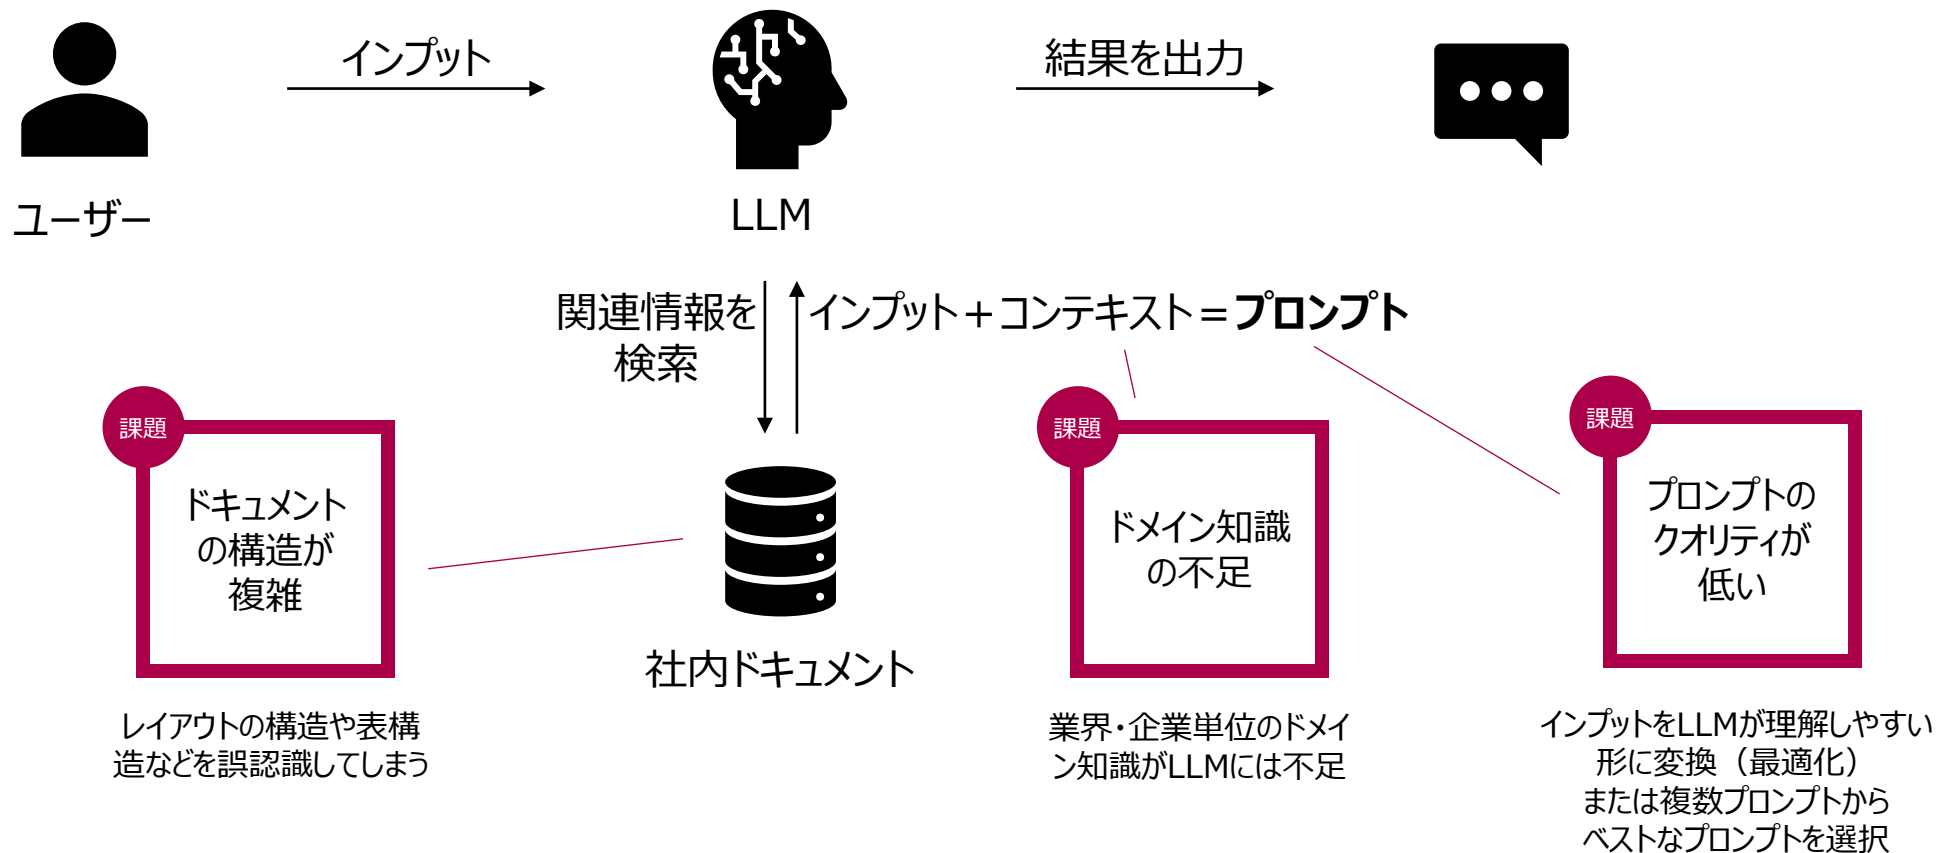 インプット
結果を出力
ユーザー
LLM
関連情報を
検索
インプット＋コンテキスト＝プロンプト
課題
ドキュメント
の構造が
複雑
レイアウトの構造や表構
造などを誤認識してしまう
社内ドキュメント
課題
ドメイン知識
の不足
業界・企業単位のドメイ
ン知識がLLMには不足
課題
プロンプトの
クオリティが
低い
インプットをLLMが理解しやすい
形に変換（最適化）
または複数プロンプトから
ベストなプロンプトを選択